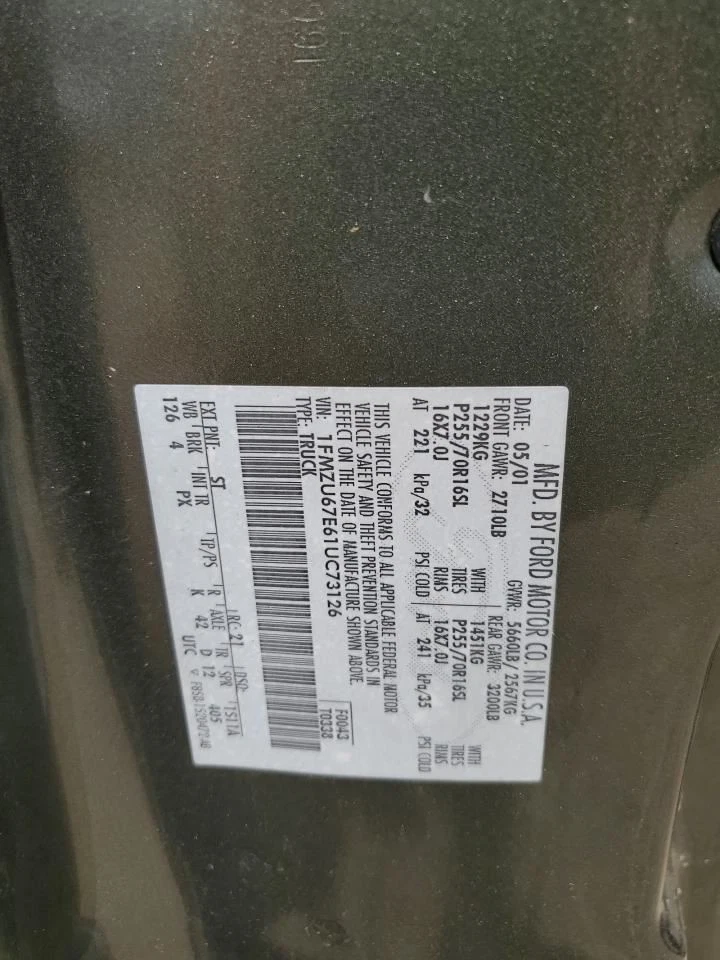 MFD. BY FORD MOTOR CO. IN U.S.A.
DATE: 05/01 GVWR: 5660LB/ 2567KG
FRONT GAWR: 2710LB REAR GAWR: 3200LB
1229KG WITH 1451KG WITH
P255/70R16SL TIRES P255/70R16SL TIRES
16X7.0J RIMS 16X7.0J RIMS
AT 221 kPa/32 PSI COLD AT 241 kPa/35 PSI COLD
THIS VEHICLE CONFORMS TO ALL APPLICABLE FEDERAL MOTOR
VEHICLE SAFETY AND THEFT PREVENTION STANDARDS IN
EFFECT ON THE DATE OF MANUFACTURE SHOWN ABOVE.
VIN: 1FMZU67E61UC73126 F0043
TYPE: TRUCK T0338
EXT PNT: ST RC: 21 DSO:
WB BRK INT TR TP/PS R AXLE TR SPR TS11A
126 4 PX K 42 D 12 405
UTC